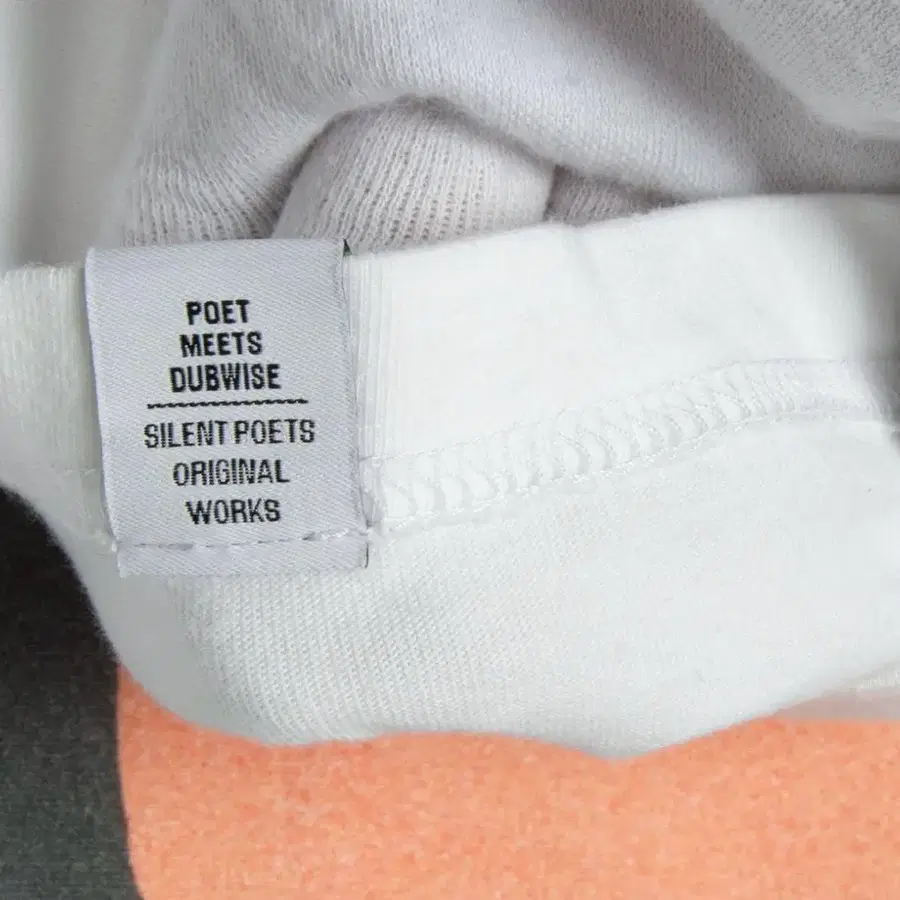 POET
MEETS
DUBWISE
SILENT POETS
ORIGINAL
WORKS